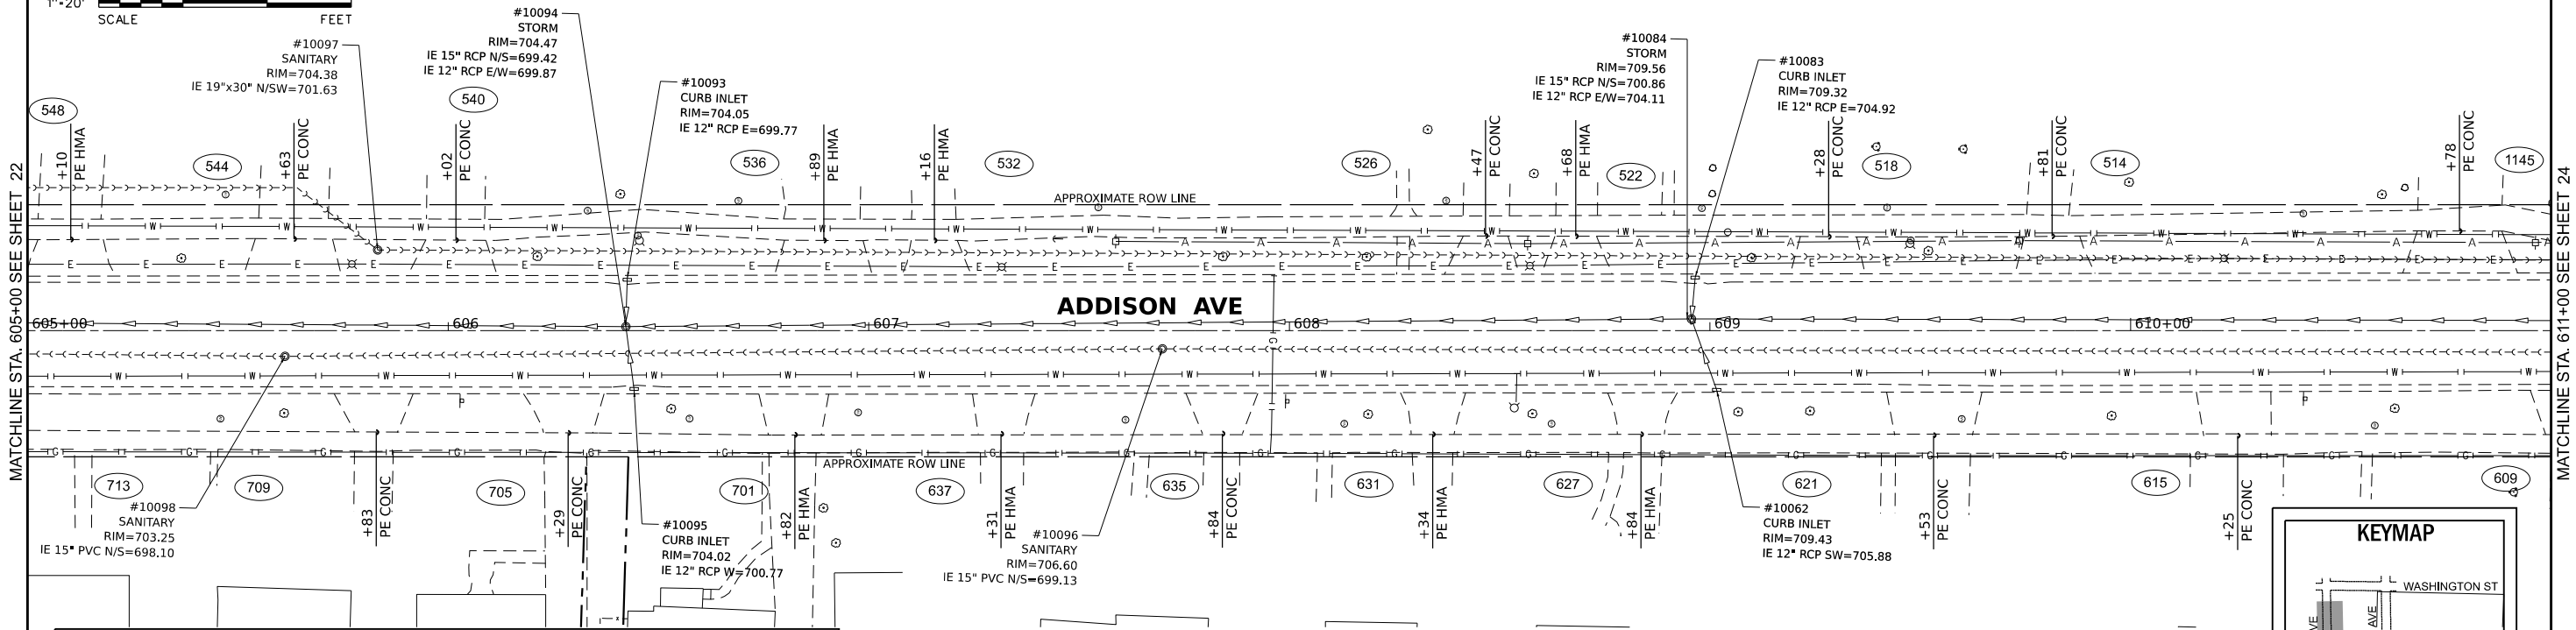 1"=20'
SCALE FEET
#10097
SANITARY
RIM=704.38
IE 19"x30" N/SW=701.63
#10094
STORM
RIM=704.47
IE 15" RCP N/S=699.42
IE 12" RCP E/W=699.87
#10093
CURB INLET
RIM=704.05
IE 12" RCP E=699.77
#10084
STORM
RIM=709.56
IE 15" RCP N/S=700.86
IE 12" RCP E/W=704.11
#10083
CURB INLET
RIM=709.32
IE 12" RCP E=704.92
548
544
540
536
532
526
522
518
514
1145
+10 PE HMA
+63 PE CONC
+02 PE CONC
+89 PE HMA
+16 PE HMA
+47 PE CONC
+68 PE HMA
+28 PE CONC
+81 PE CONC
+78 PE CONC
APPROXIMATE ROW LINE
MATCHLINE STA. 605+00 SEE SHEET 22
MATCHLINE STA. 611+00 SEE SHEET 24
ADDISON AVE
605+00
606
607
608
609
610+00
APPROXIMATE ROW LINE
713
709
705
701
637
635
631
627
621
615
609
+83 PE CONC
+29 PE CONC
+82 PE HMA
+31 PE HMA
+84 PE CONC
+34 PE HMA
+84 PE HMA
+53 PE CONC
+25 PE CONC
#10098
SANITARY
RIM=703.25
IE 15" PVC N/S=698.10
#10095
CURB INLET
RIM=704.02
IE 12" RCP W=700.77
#10096
SANITARY
RIM=706.60
IE 15" PVC N/S=699.13
#10062
CURB INLET
RIM=709.43
IE 12" RCP SW=705.88
KEYMAP
WASHINGTON ST
AVE